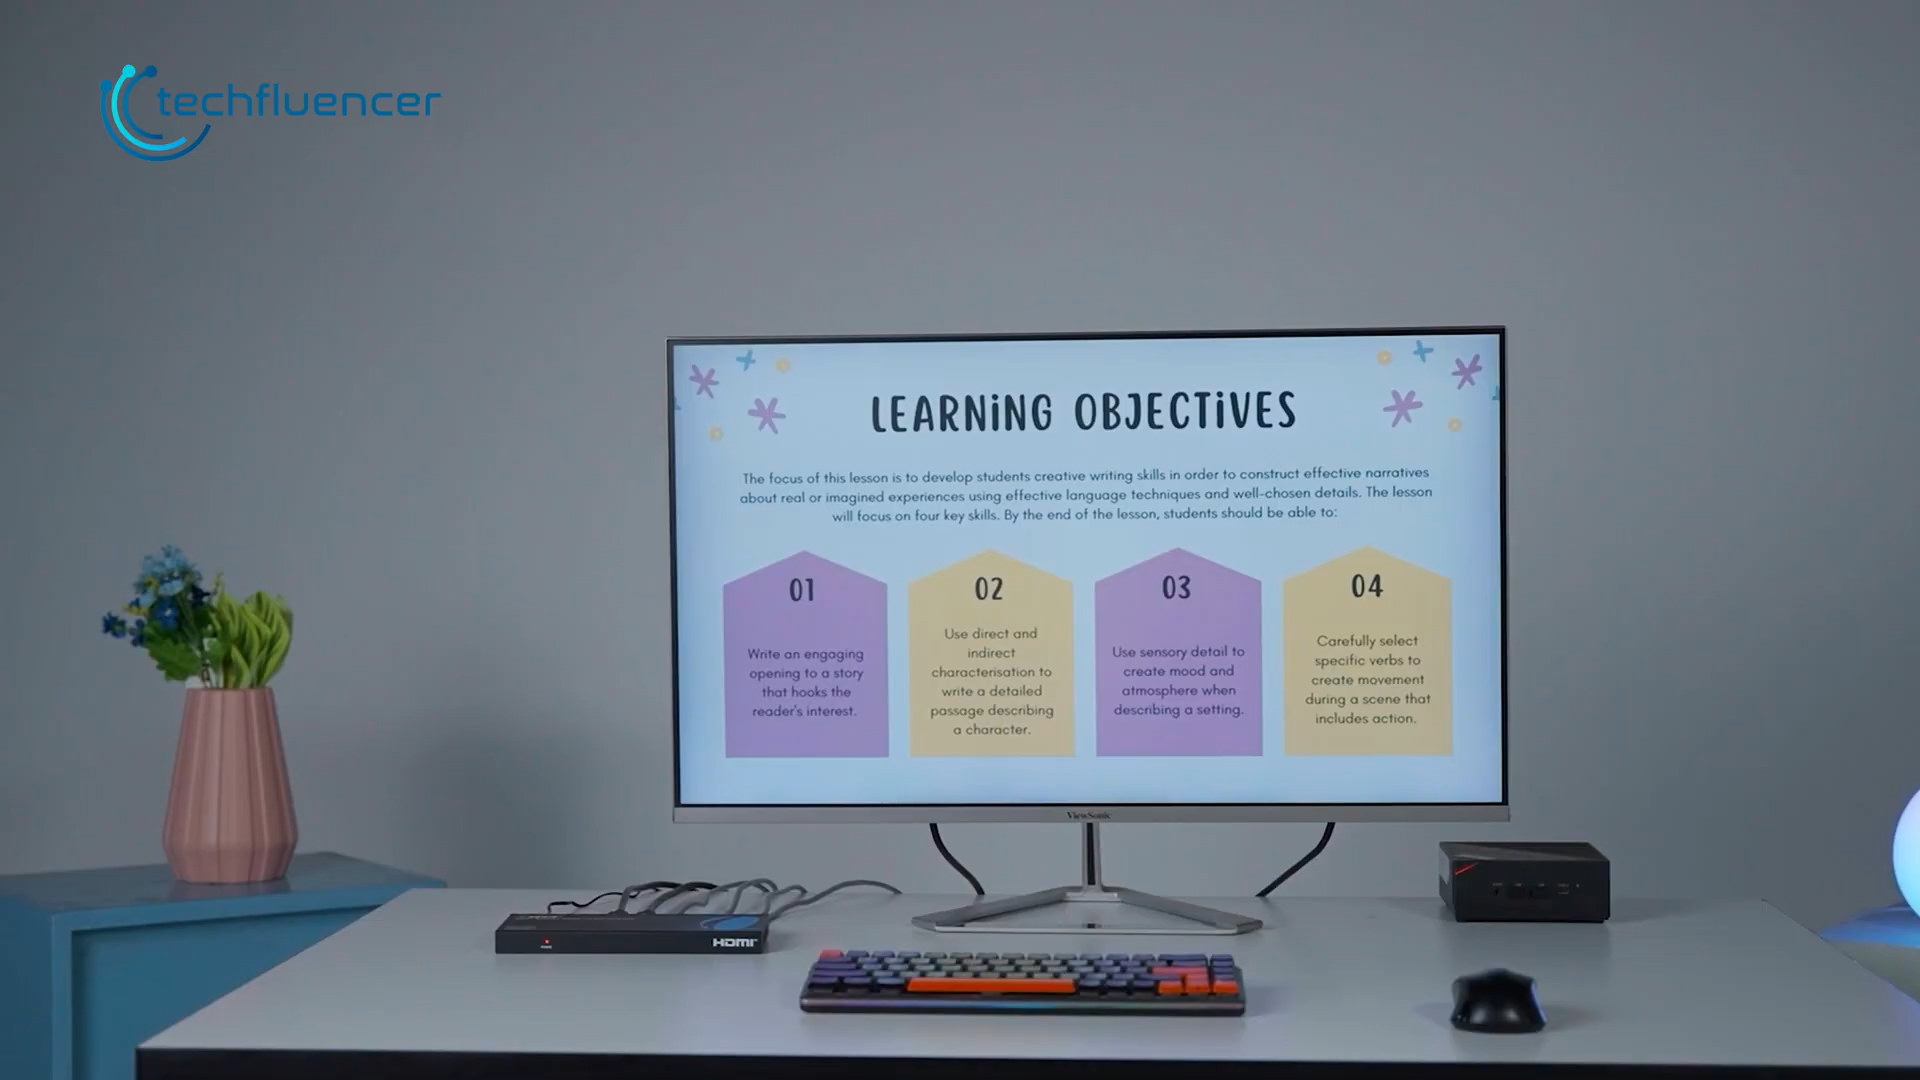 techfluencer
LEARNiNG OBJECTiVES
The focus of this lesson is to develop students creative writing skills in order to construct effective narratives
about real or imagined experiences using effective language techniques and well-chosen details. The lesson
will focus on four key skills. By the end of the lesson, students should be able to:
01
Write an engaging
opening to a story
that hooks the
reader's interest.
02
Use direct and
indirect
characterisation to
write a detailed
passage describing
a character.
03
Use sensory detail to
create mood and
atmosphere when
describing a setting.
04
Carefully select
specific verbs to
create movement
during a scene that
includes action.
ViewSonic
HDMI